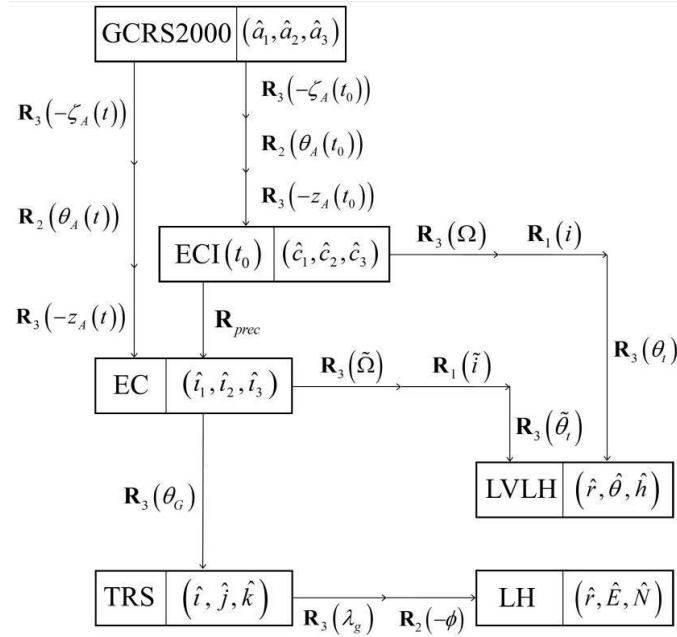 GCRS2000 (â₁, â₂, â₃)
R₃(−ζ_A(t))
R₃(−ζ_A(t₀))
R₂(θ_A(t₀))
R₂(θ_A(t))
R₃(−z_A(t₀))
ECI(t₀) (ĉ₁, ĉ₂, ĉ₃)
R₃(Ω) R₁(i)
R₃(−z_A(t))
R_prec
R₃(θ_t)
EC (î₁, î₂, î₃)
R₃(Ω̃) R₁(ĩ)
R₃(θ̃_t)
R₃(θ_G)
LVLH (r̂, θ̂, ĥ)
TRS (î, ĵ, k̂)
R₃(λ_g) R₂(−ϕ)
LH (r̂, Ê, N̂)